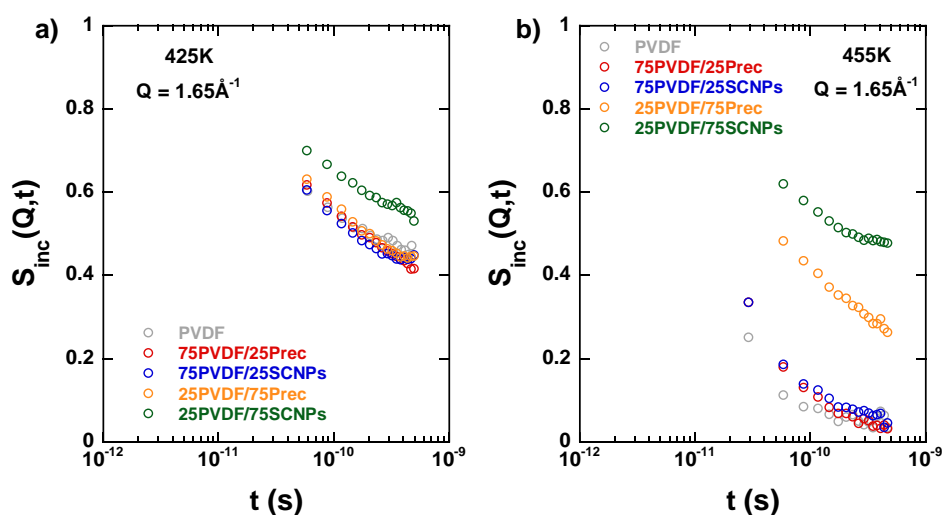 a)
425K
Q = 1.65Å⁻¹
S_inc(Q,t)
1
0.8
0.6
0.4
0.2
0
PVDF
75PVDF/25Prec
75PVDF/25SCNPs
25PVDF/75Prec
25PVDF/75SCNPs
10⁻¹² 10⁻¹¹ 10⁻¹⁰ 10⁻⁹
t (s)
b)
455K
Q = 1.65Å⁻¹
PVDF
75PVDF/25Prec
75PVDF/25SCNPs
25PVDF/75Prec
25PVDF/75SCNPs
S_inc(Q,t)
1
0.8
0.6
0.4
0.2
0
10⁻¹² 10⁻¹¹ 10⁻¹⁰ 10⁻⁹
t (s)